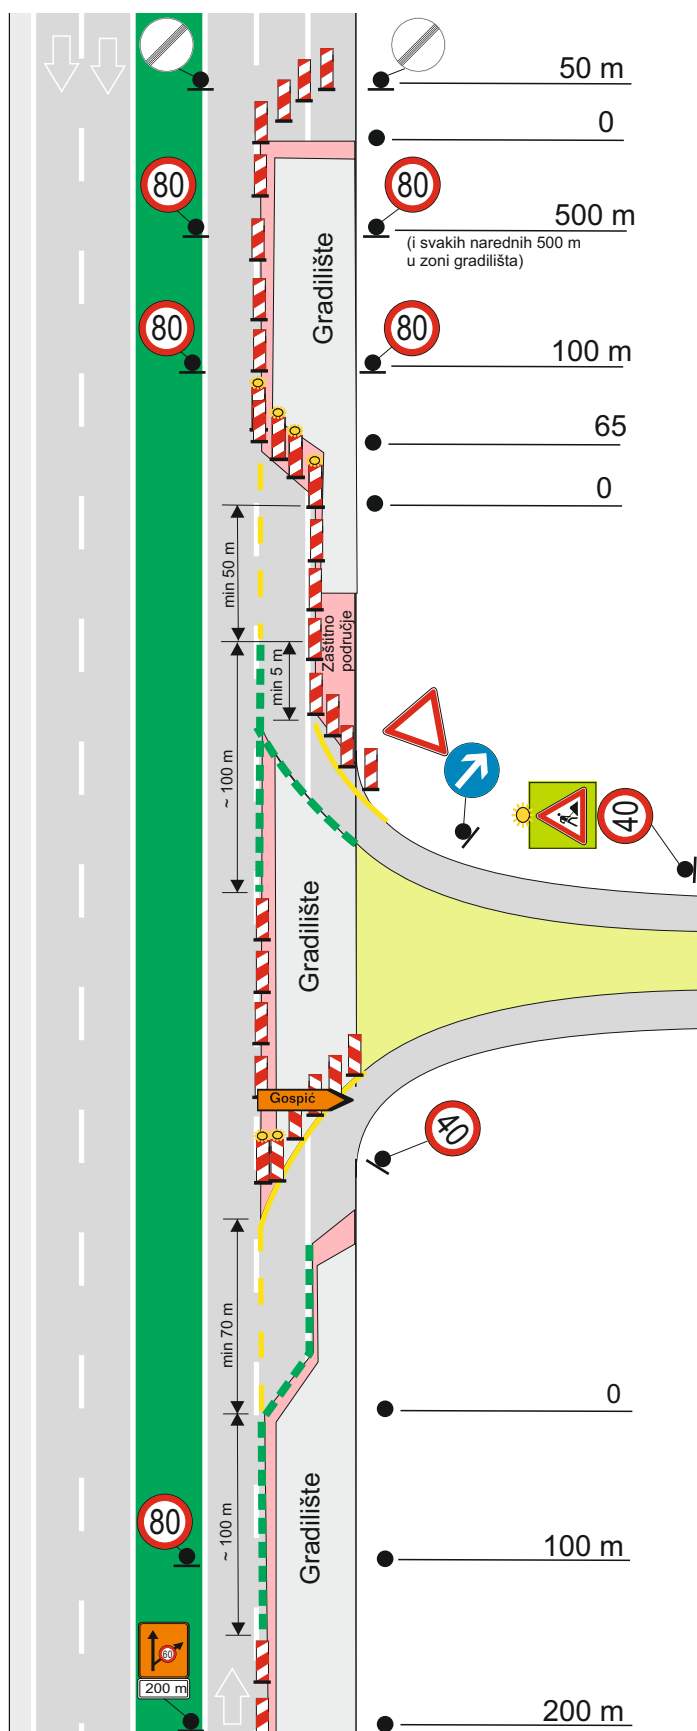 50 m
0
80
80
500 m
(i svakih narednih 500 m
u zoni gradilišta)
Gradilište
80
80
100 m
65
0
min 50 m
Zaštitno
područje
min 5 m
~ 100 m
40
Gradilište
Gospić
40
min 70 m
0
~ 100 m
Gradilište
80
100 m
60
200 m
200 m